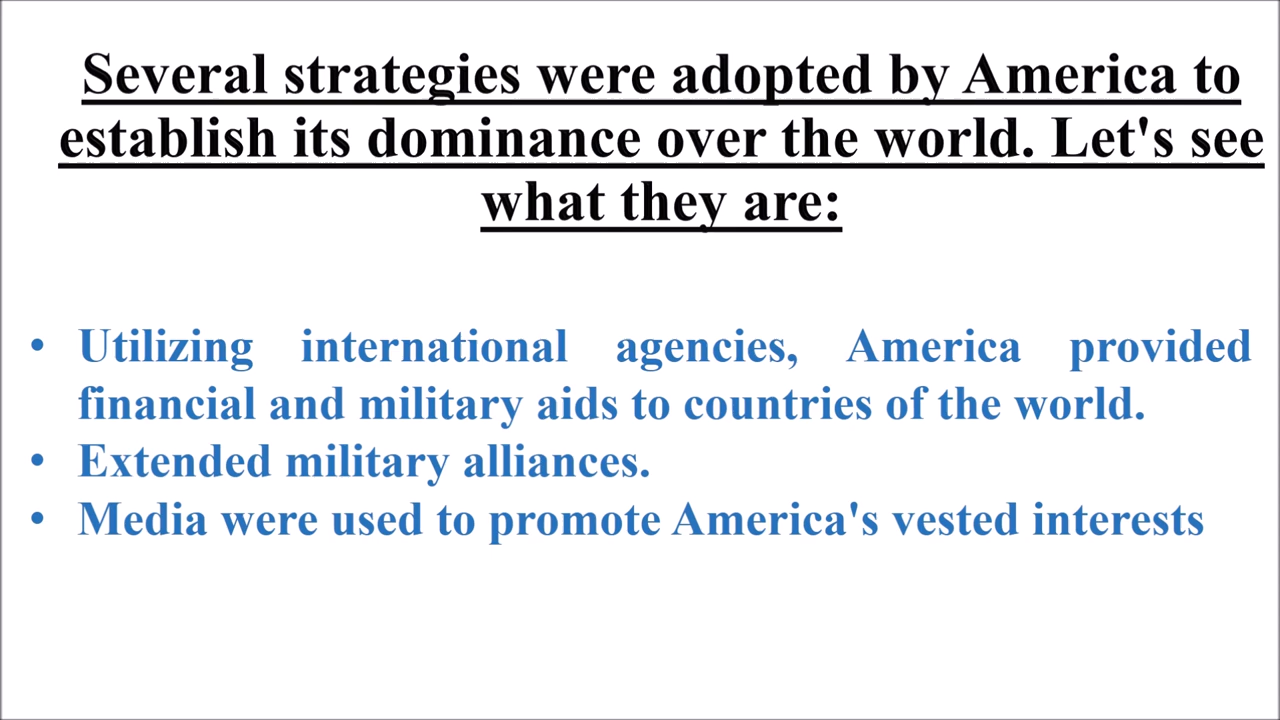 Several strategies were adopted by America to
establish its dominance over the world. Let's see
what they are:
• Utilizing international agencies, America provided
financial and military aids to countries of the world.
• Extended military alliances.
• Media were used to promote America's vested interests